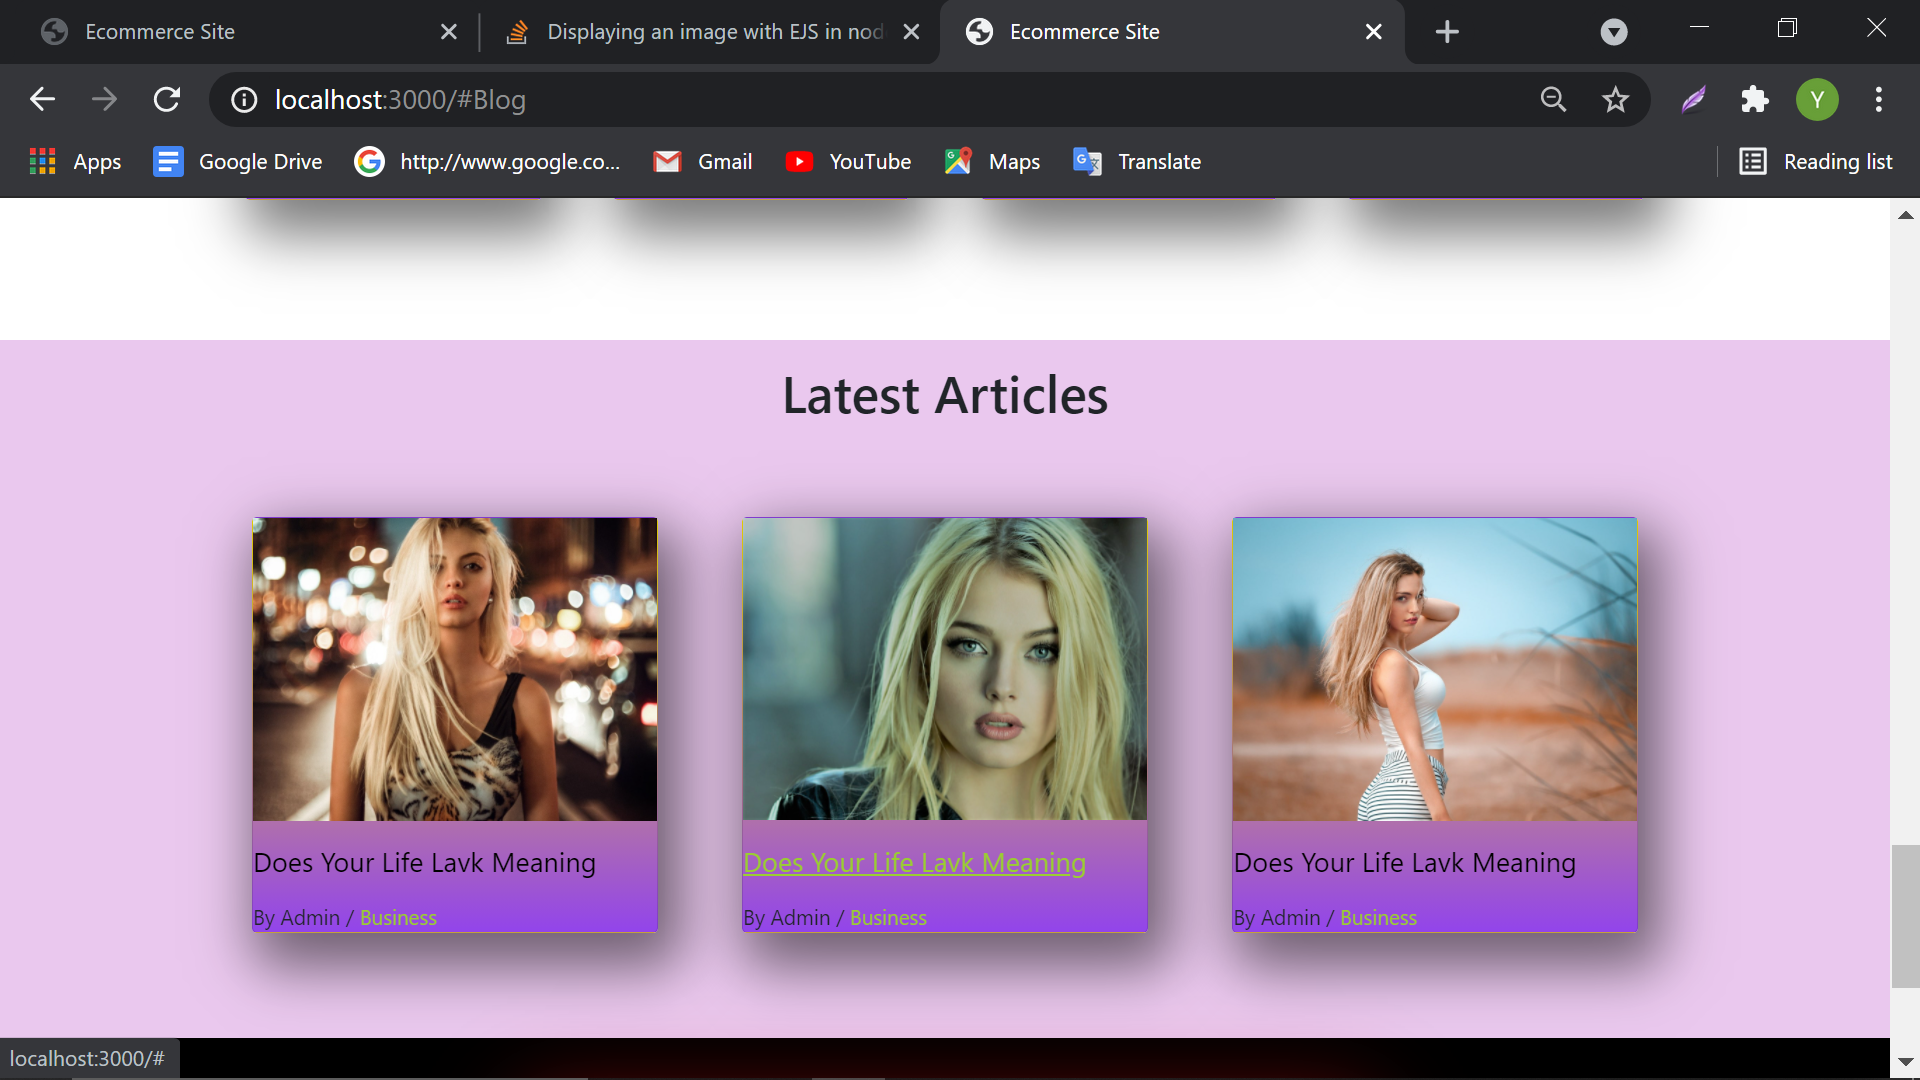 Ecommerce Site
Displaying an image with EJS in nod
Ecommerce Site
localhost:3000/#Blog
Y
Apps
Google Drive
http://www.google.co...
Gmail
YouTube
Maps
Translate
Reading list
Latest Articles
Does Your Life Lavk Meaning
By Admin / Business
Does Your Life Lavk Meaning
By Admin / Business
Does Your Life Lavk Meaning
By Admin / Business
localhost:3000/#